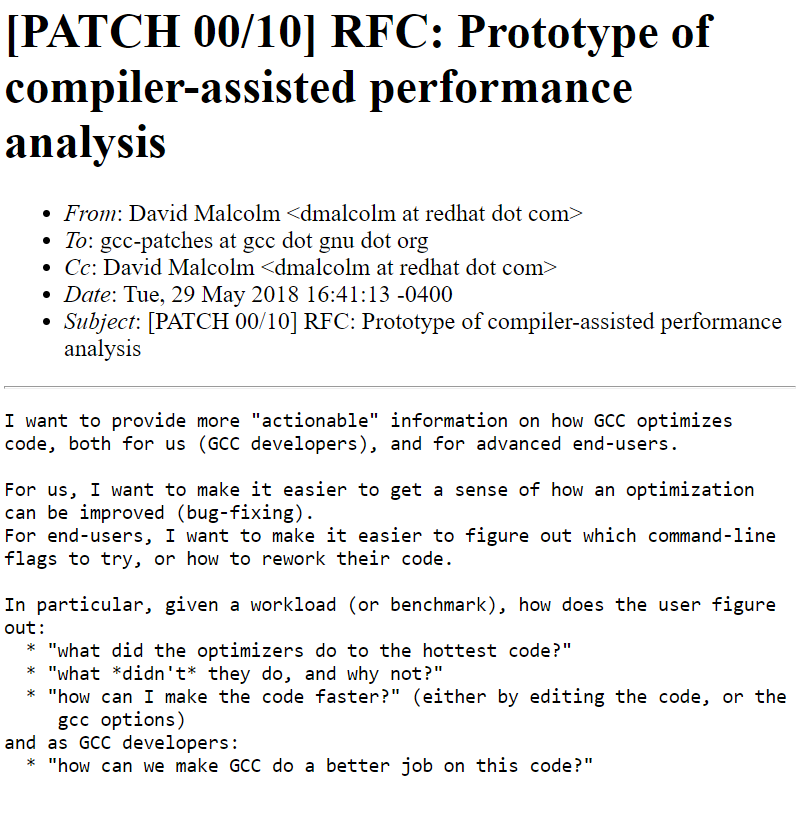 [PATCH 00/10] RFC: Prototype of
compiler-assisted performance
analysis
• From: David Malcolm <dmalcolm at redhat dot com>
• To: gcc-patches at gcc dot gnu dot org
• Cc: David Malcolm <dmalcolm at redhat dot com>
• Date: Tue, 29 May 2018 16:41:13 -0400
• Subject: [PATCH 00/10] RFC: Prototype of compiler-assisted performance
analysis
I want to provide more "actionable" information on how GCC optimizes
code, both for us (GCC developers), and for advanced end-users.
For us, I want to make it easier to get a sense of how an optimization
can be improved (bug-fixing).
For end-users, I want to make it easier to figure out which command-line
flags to try, or how to rework their code.
In particular, given a workload (or benchmark), how does the user figure
out:
* "what did the optimizers do to the hottest code?"
* "what *didn't* they do, and why not?"
* "how can I make the code faster?" (either by editing the code, or the
gcc options)
and as GCC developers:
* "how can we make GCC do a better job on this code?"